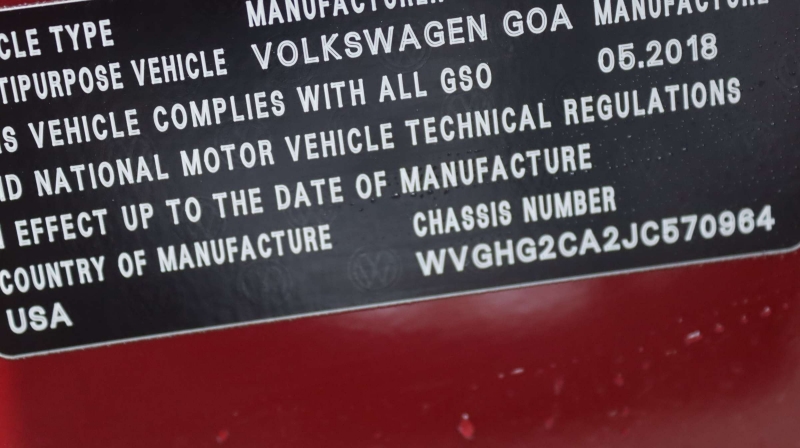 CLE TYPE MANUFACTURER MANUFACTURE
TIPURPOSE VEHICLE VOLKSWAGEN GOA 05.2018
S VEHICLE COMPLIES WITH ALL GSO
ND NATIONAL MOTOR VEHICLE TECHNICAL REGULATIONS
EFFECT UP TO THE DATE OF MANUFACTURE
COUNTRY OF MANUFACTURE CHASSIS NUMBER
USA WVGHG2CA2JC570964